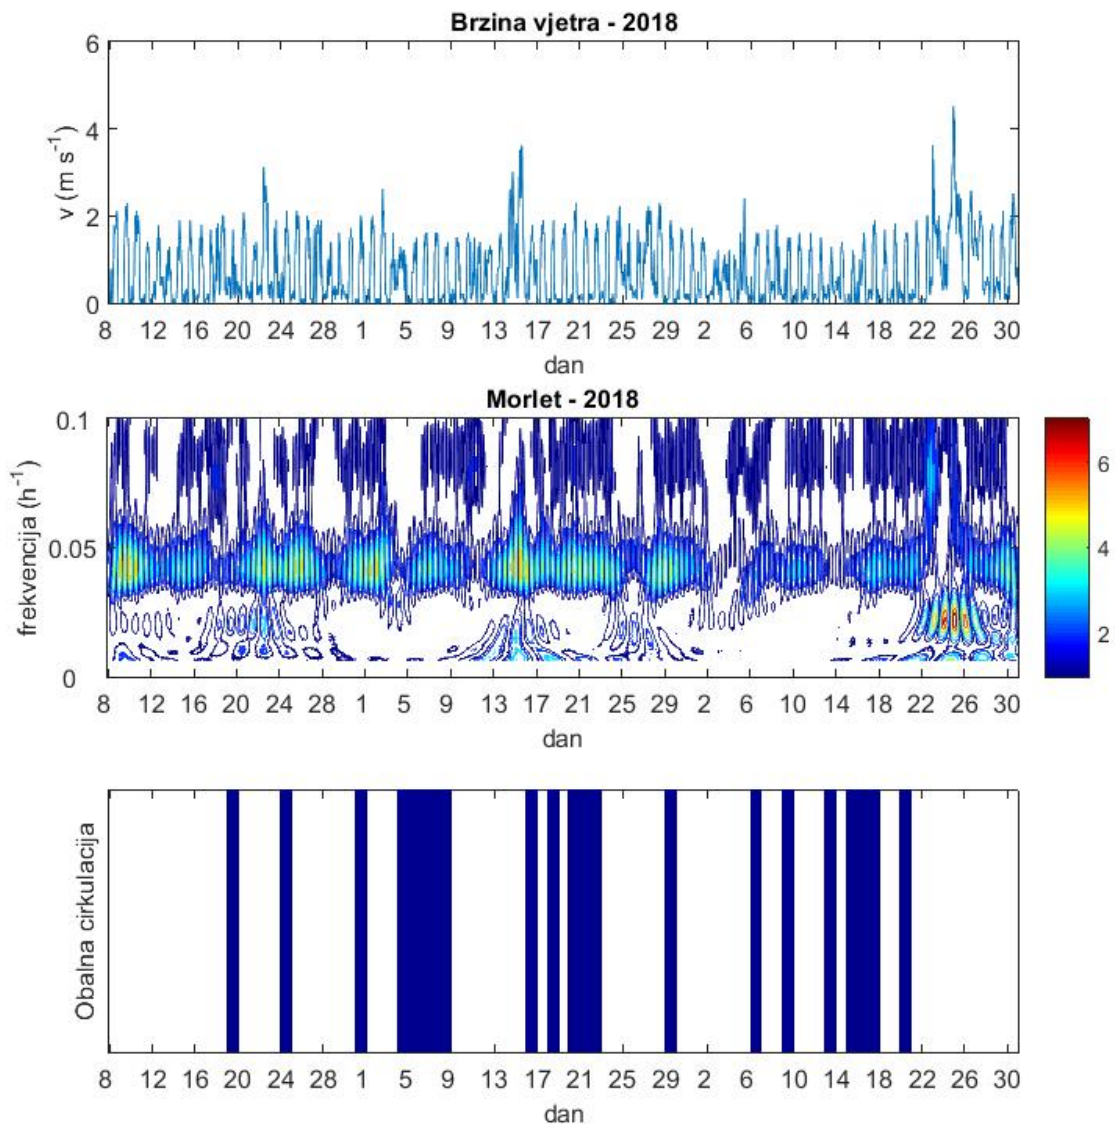 Brzina vjetra - 2018
6
4
2
0
v (m s⁻¹)
8 12 16 20 24 28 1 5 9 13 17 21 25 29 2 6 10 14 18 22 26 30
dan
Morlet - 2018
0.1
0.05
0
frekvencija (h⁻¹)
6
4
2
8 12 16 20 24 28 1 5 9 13 17 21 25 29 2 6 10 14 18 22 26 30
dan
Obalna cirkulacija
8 12 16 20 24 28 1 5 9 13 17 21 25 29 2 6 10 14 18 22 26 30
dan